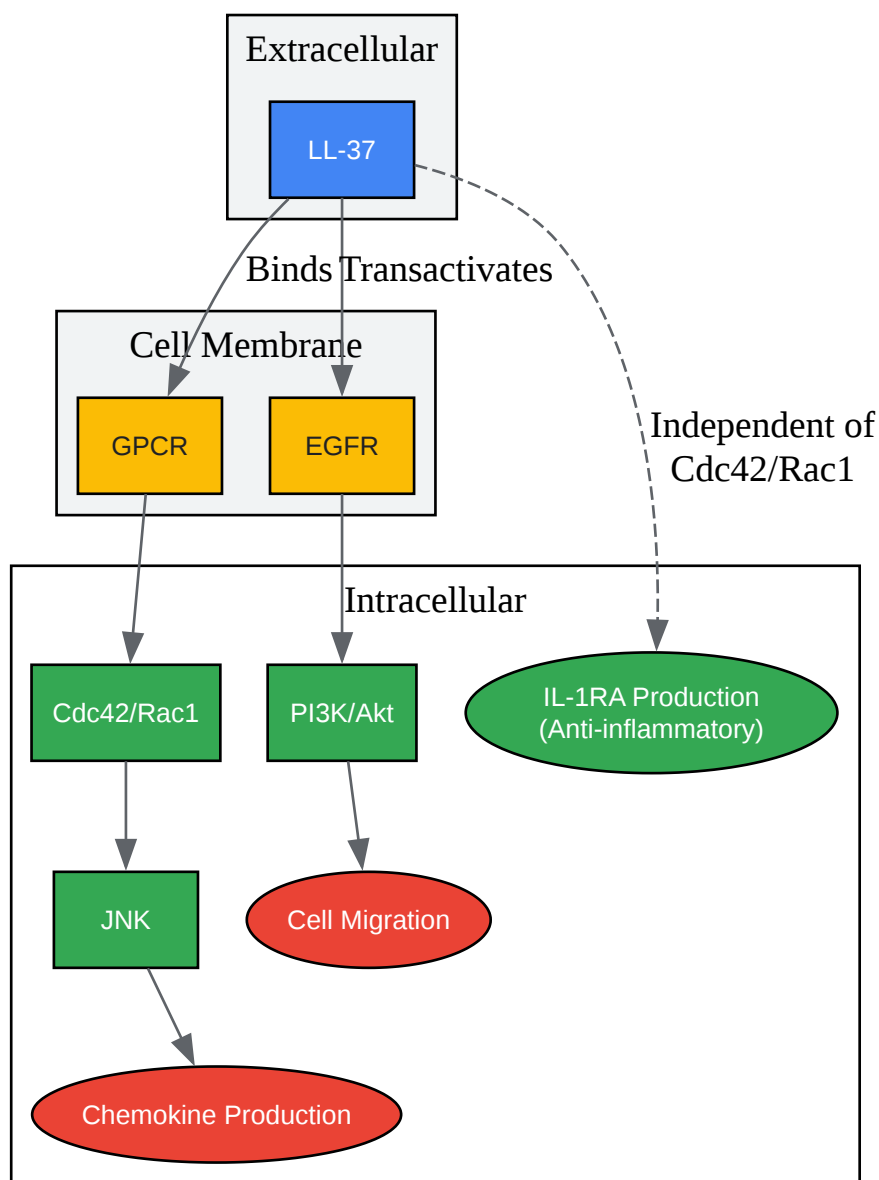 Extracellular
LL-37
Binds
Transactivates
Cell Membrane
GPCR
EGFR
Independent of
Cdc42/Rac1
Intracellular
Cdc42/Rac1
PI3K/Akt
IL-1RA Production
(Anti-inflammatory)
JNK
Cell Migration
Chemokine Production